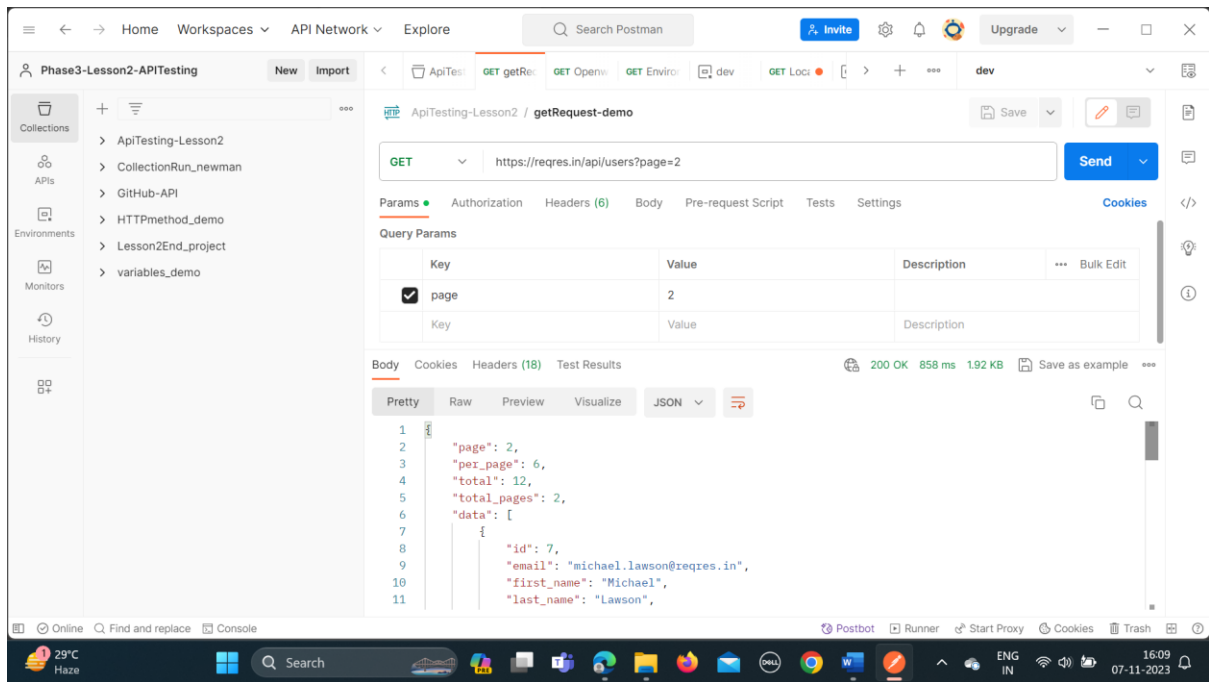 Home Workspaces API Network Explore Search Postman Invite Upgrade
Phase3-Lesson2-APITesting New Import ApiTes GET getRec GET Openw GET Enviror dev GET Loca dev
Collections
APIs
Environments
Monitors
History
ApiTesting-Lesson2
CollectionRun_newman
GitHub-API
HTTPmethod_demo
Lesson2End_project
variables_demo
HTTP ApiTesting-Lesson2 / getRequest-demo Save
GET https://reqres.in/api/users?page=2 Send
Params Authorization Headers (6) Body Pre-request Script Tests Settings Cookies
Query Params
Key Value Description ••• Bulk Edit
page 2
Key Value Description
Body Cookies Headers (18) Test Results 200 OK 858 ms 1.92 KB Save as example
Pretty Raw Preview Visualize JSON
1 {
2 "page": 2,
3 "per_page": 6,
4 "total": 12,
5 "total_pages": 2,
6 "data": [
7 {
8 "id": 7,
9 "email": "michael.lawson@reqres.in",
10 "first_name": "Michael",
11 "last_name": "Lawson",
Online Find and replace Console Postbot Runner Start Proxy Cookies Trash
1 29°C
Haze
Search
PRE
DELL
ENG
IN
16:09
07-11-2023